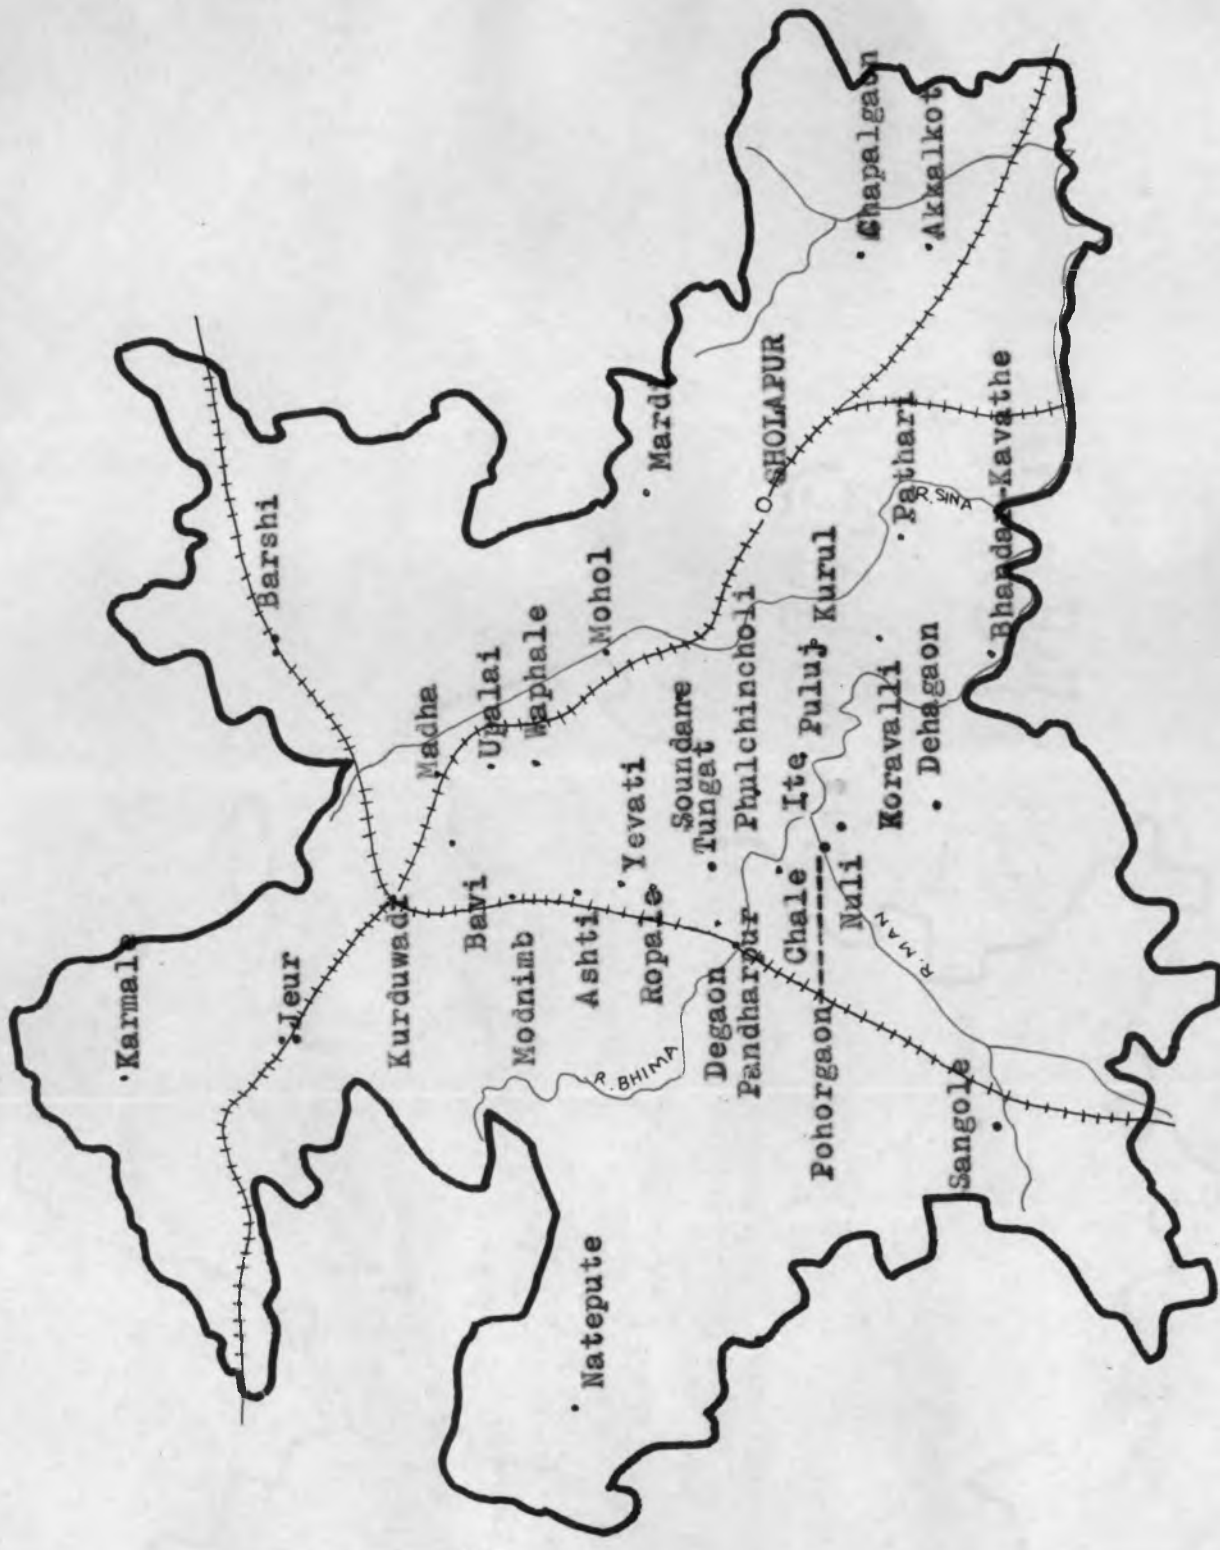 Karmale
Jeur
Barshi
Kurduwadi
Madha
Bavi
Upalai
Modnimb
Waphale
Ashti
Mohol
Natepute
Yevati
Ropale
Mardi
Soundane
Tungat
R. BHIMA
Degaon
Pandharpur
Phulchincholi
SHOLAPUR
Chale
Ite
Pohorgaon
Puluj
Kurul
Nuli
Chapalgaon
Koravalli
Pathari
R. MAN
Dehagaon
R. SINA
Akkalkot
Sangole
Bhandar-Kavathe